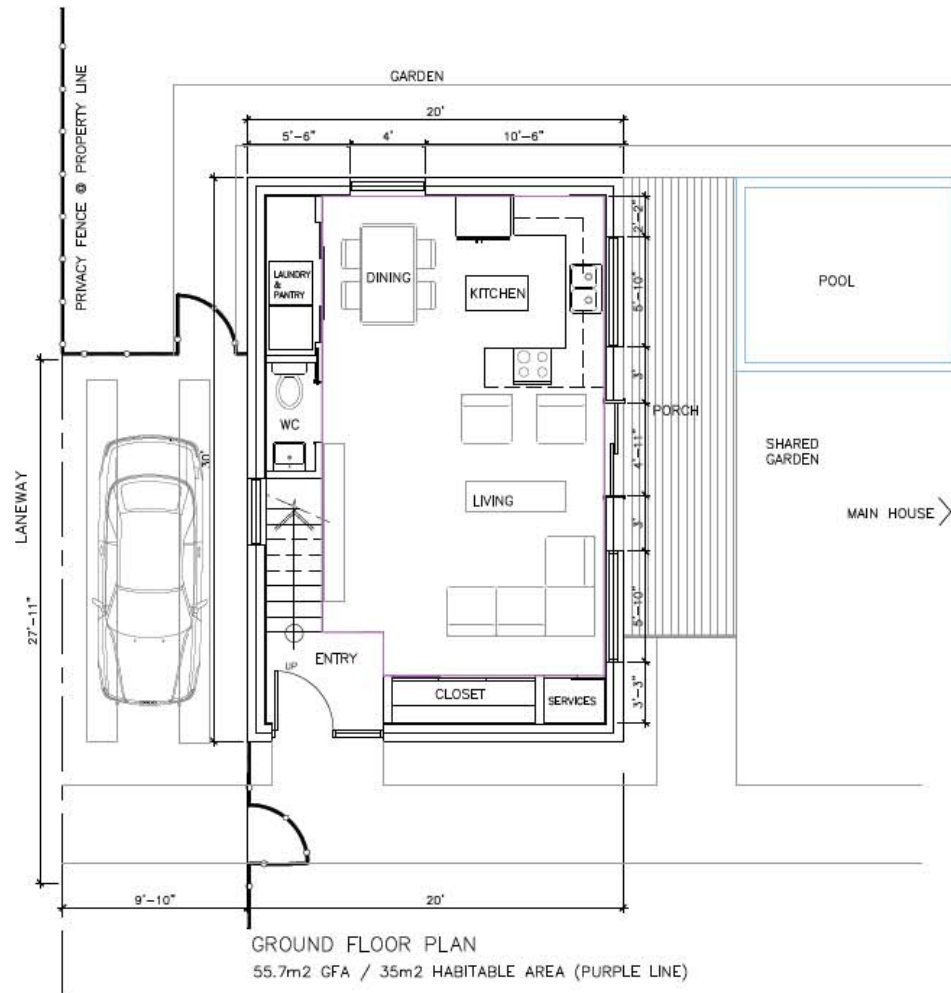 GARDEN
PRIVACY FENCE @ PROPERTY LINE
20'
5'-6"
4'
10'-6"
2'-2"
LAUNDRY
&
PANTRY
DINING
KITCHEN
5'-10"
POOL
3'
PORCH
WC
4'-11"
SHARED
GARDEN
30'
LANEWAY
LIVING
3'
MAIN HOUSE
27'-11"
5'-10"
UP
ENTRY
CLOSET
SERVICES
3'-3"
9'-10"
20'
GROUND FLOOR PLAN
55.7m2 GFA / 35m2 HABITABLE AREA (PURPLE LINE)